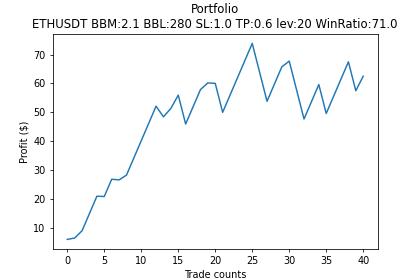 Portfolio
ETHUSDT BBM:2.1 BBL:280 SL:1.0 TP:0.6 lev:20 WinRatio:71.0
Profit ($)
70
60
50
40
30
20
10
0 5 10 15 20 25 30 35 40
Trade counts